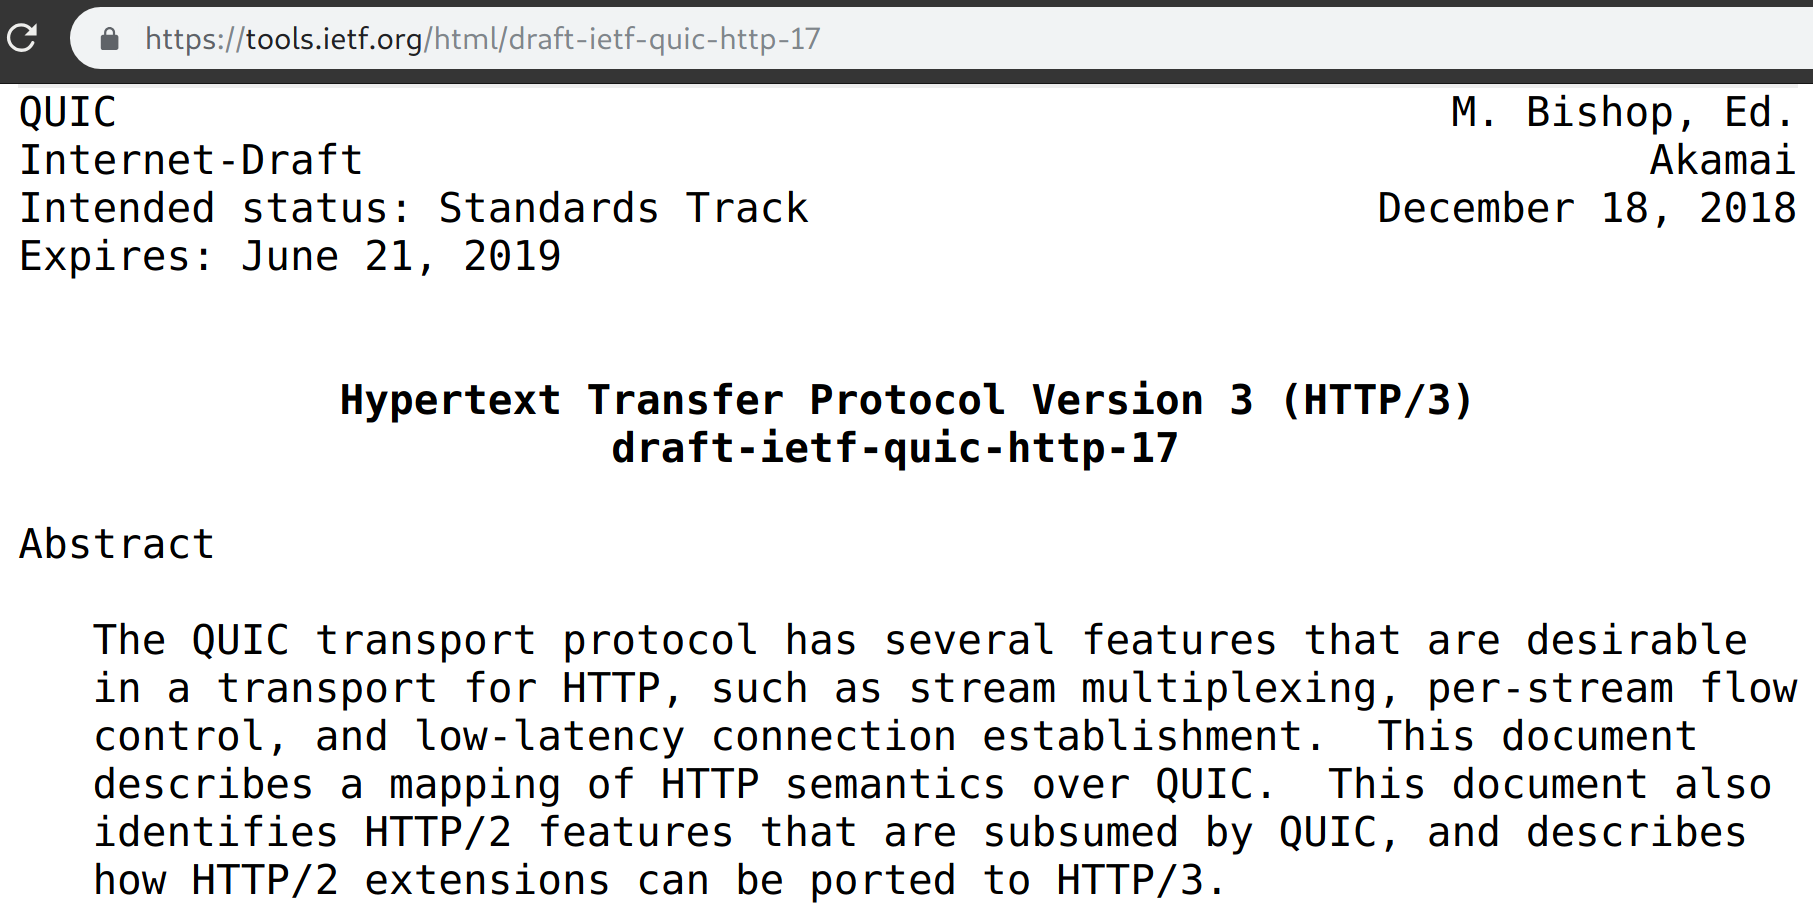 https://tools.ietf.org/html/draft-ietf-quic-http-17
QUIC M. Bishop, Ed.
Internet-Draft Akamai
Intended status: Standards Track December 18, 2018
Expires: June 21, 2019
Hypertext Transfer Protocol Version 3 (HTTP/3)
draft-ietf-quic-http-17
Abstract
The QUIC transport protocol has several features that are desirable
in a transport for HTTP, such as stream multiplexing, per-stream flow
control, and low-latency connection establishment. This document
describes a mapping of HTTP semantics over QUIC. This document also
identifies HTTP/2 features that are subsumed by QUIC, and describes
how HTTP/2 extensions can be ported to HTTP/3.